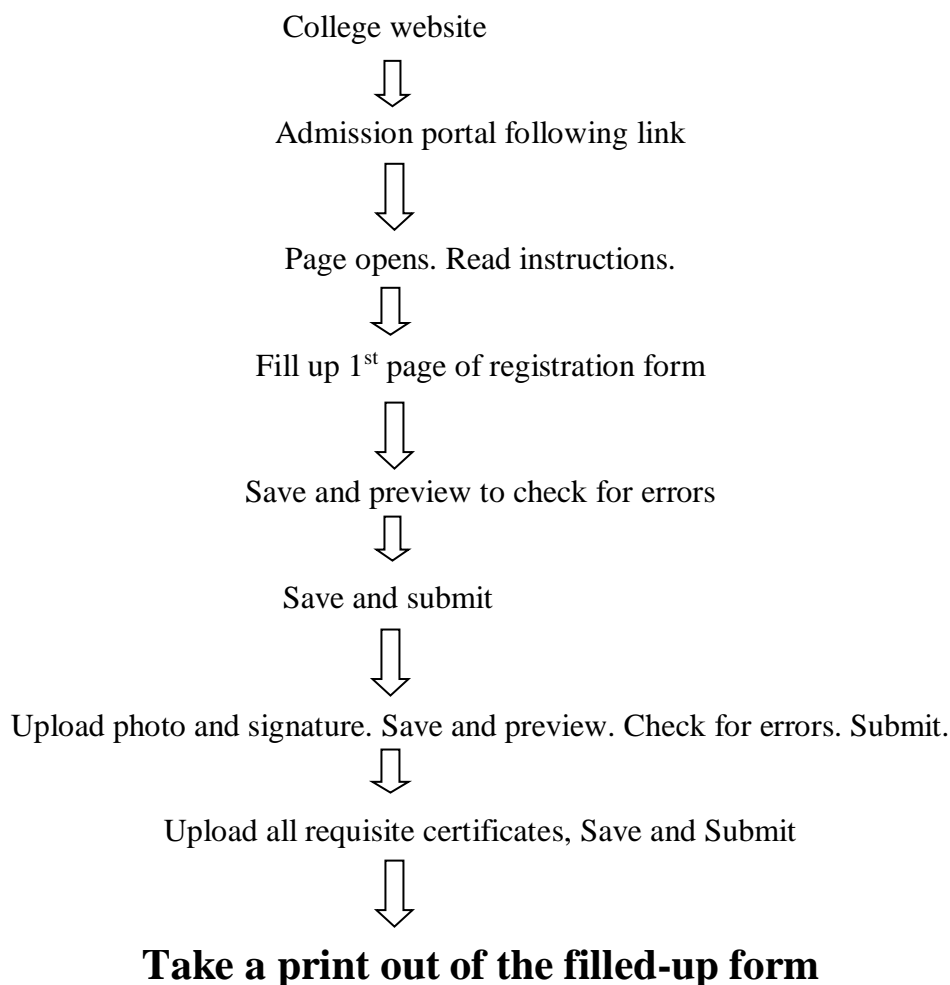 College website
Admission portal following link
Page opens. Read instructions.
Fill up 1st page of registration form
Save and preview to check for errors
Save and submit
Upload photo and signature. Save and preview. Check for errors. Submit.
Upload all requisite certificates, Save and Submit
Take a print out of the filled-up form